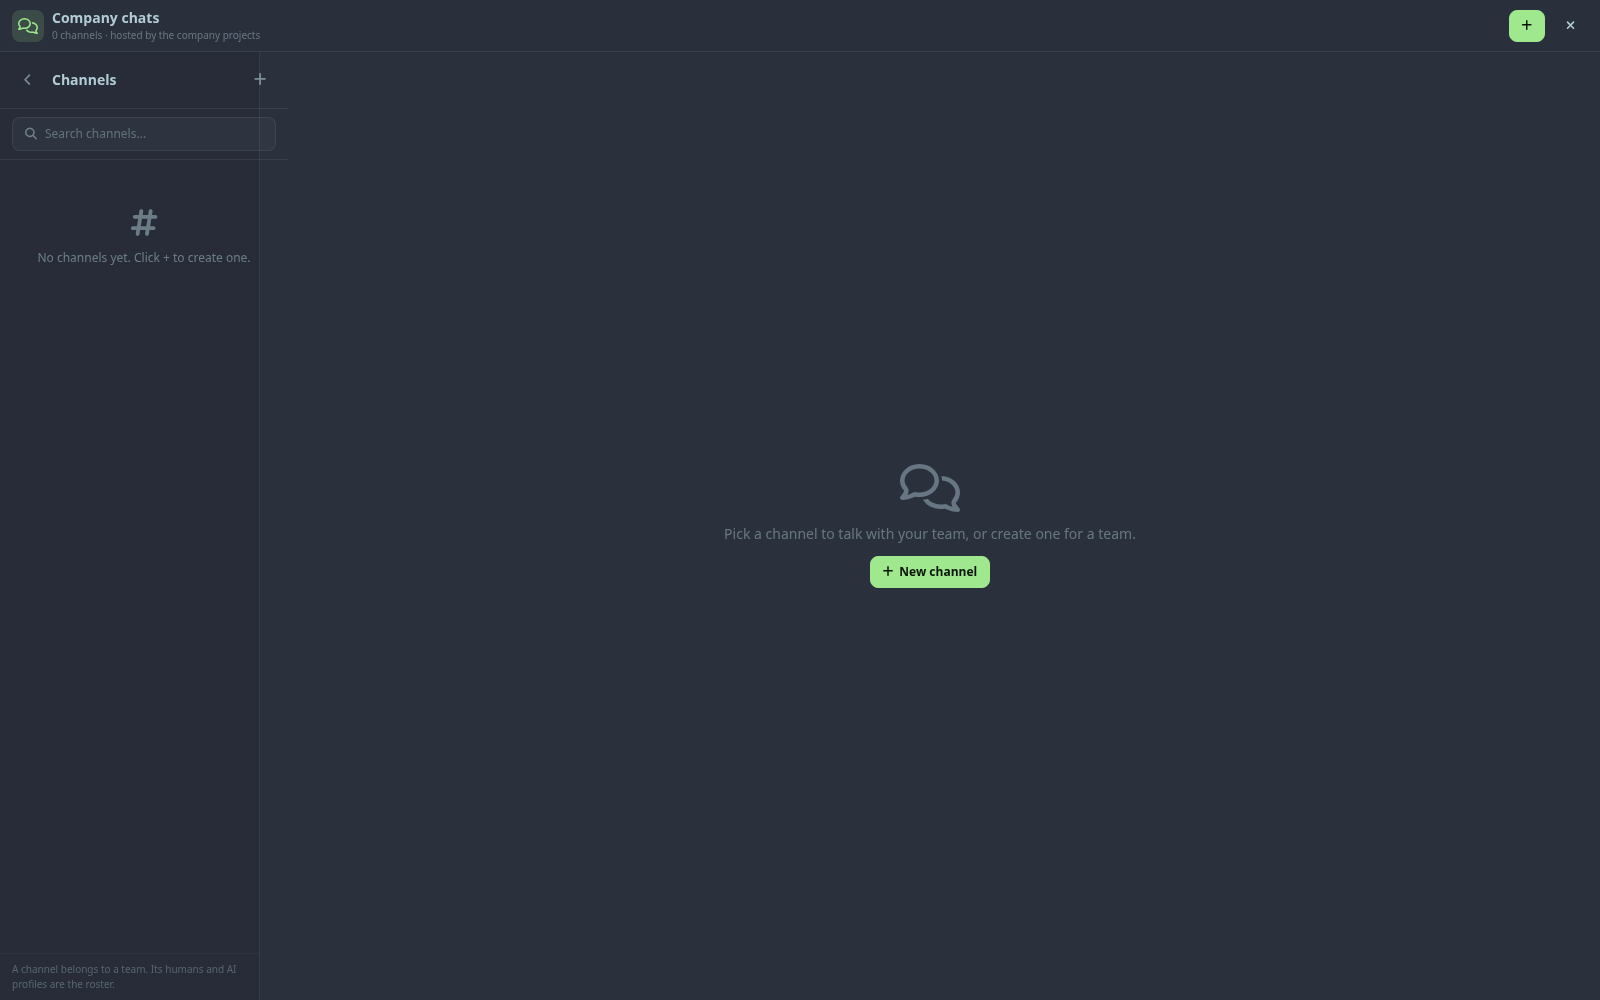 Company chats
0 channels · hosted by the company projects
Channels
Search channels...
No channels yet. Click + to create one.
Pick a channel to talk with your team, or create one for a team.
+ New channel
A channel belongs to a team. Its humans and AI
profiles are the roster.